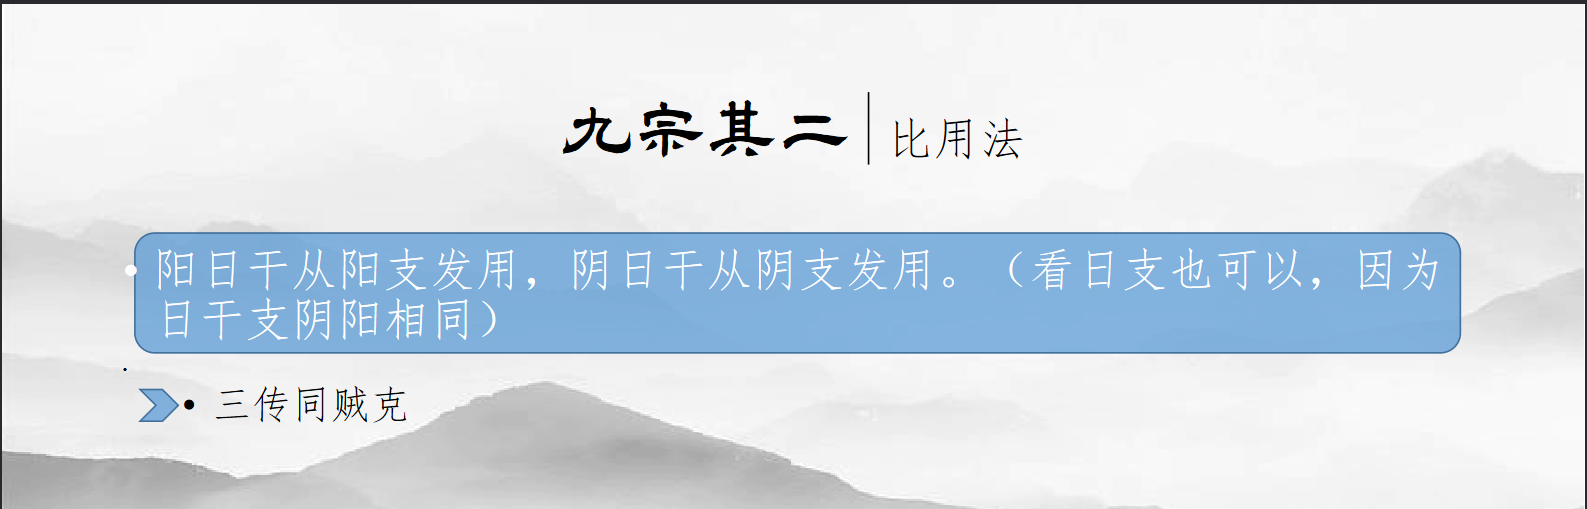 九宗其二 | 比用法
• 阳日干从阳支发用，阴日干从阴支发用。（看日支也可以，因为
日干支阴阳相同）
• 三传同贼克